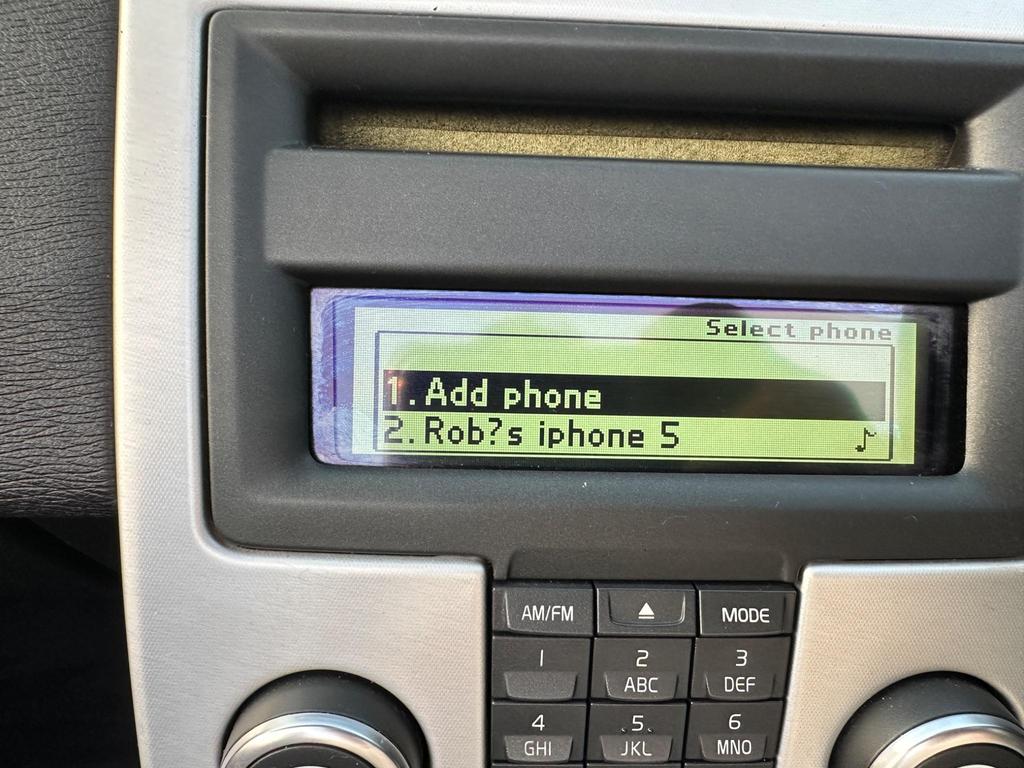 Select phone
1. Add phone
2. Rob?s iphone 5
AM/FM
MODE
1
2
3
ABC
DEF
4
5
6
GHI
JKL
MNO